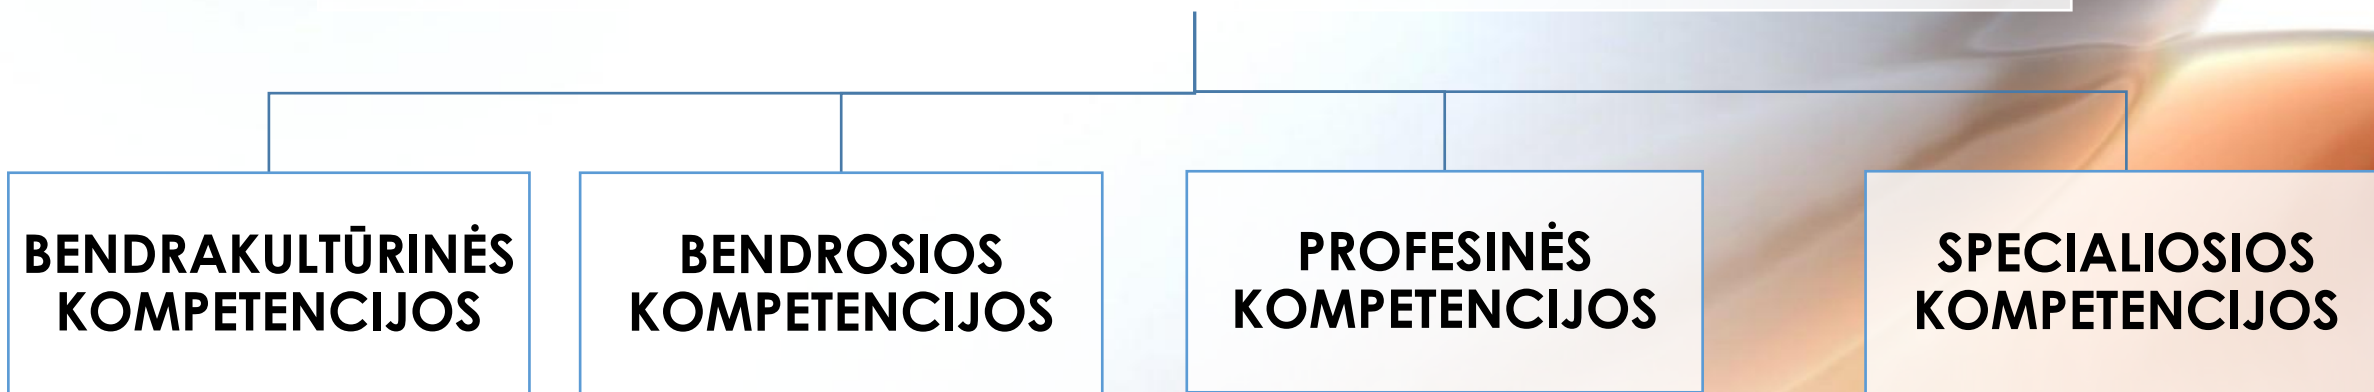 BENDRAKULTŪRINĖS
KOMPETENCIJOS
BENDROSIOS
KOMPETENCIJOS
PROFESINĖS
KOMPETENCIJOS
SPECIALIOSIOS
KOMPETENCIJOS